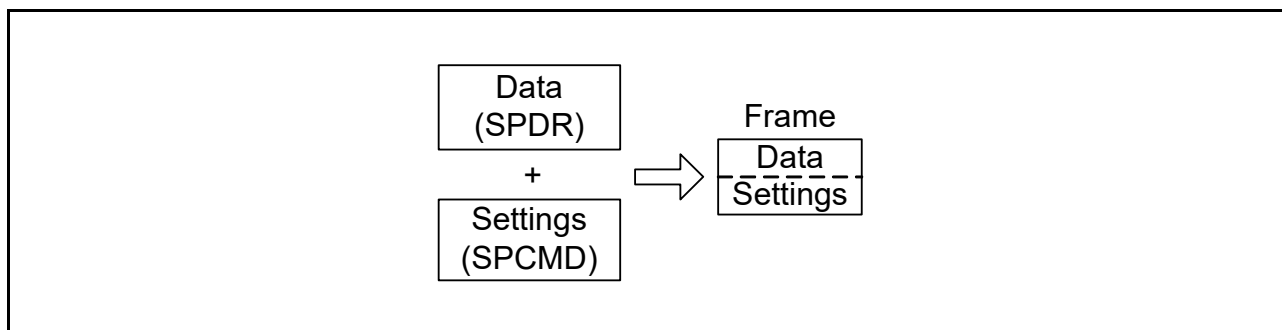 Data
(SPDR)
+
Settings
(SPCMD)
Frame
Data
Settings